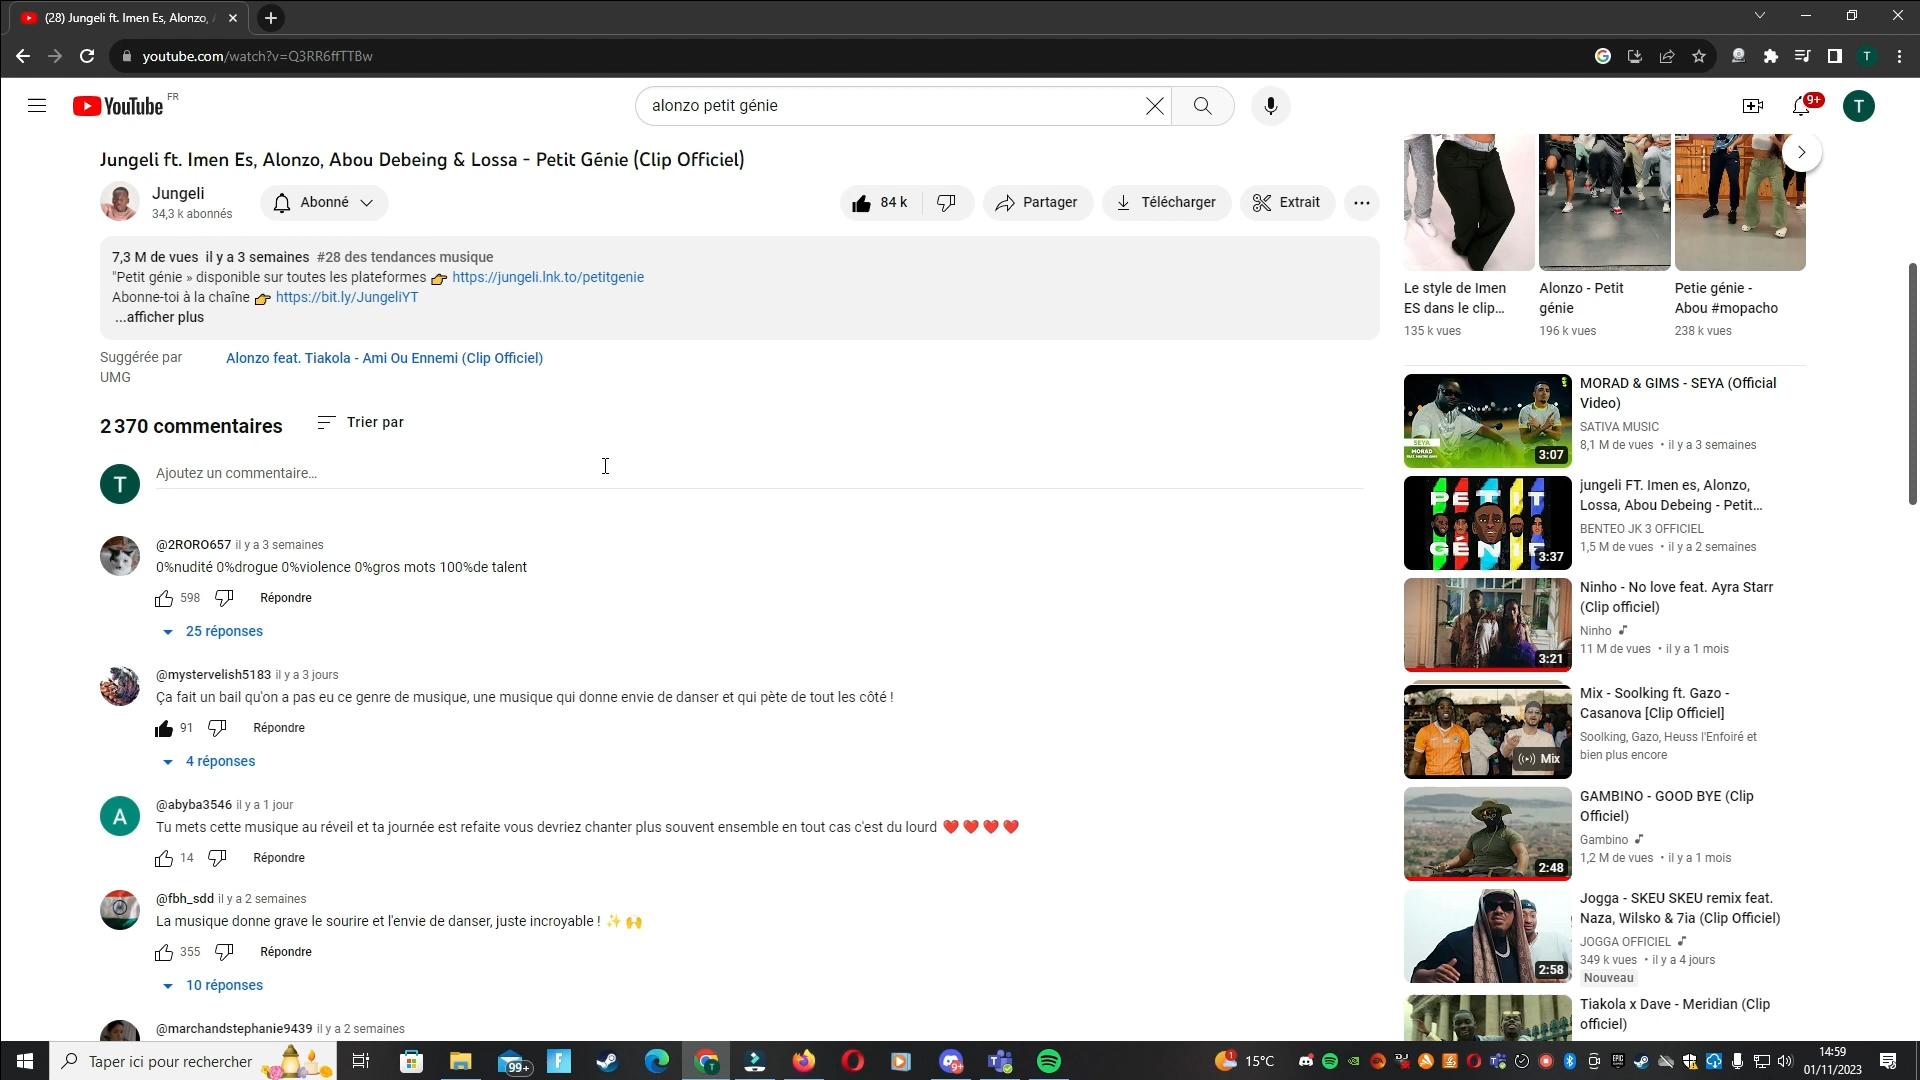 (28) Jungeli ft. Imen Es, Alonzo, A
youtube.com/watch?v=Q3RR6ffTTBw
T
YouTube FR
alonzo petit génie
9+
T
Jungeli ft. Imen Es, Alonzo, Abou Debeing & Lossa - Petit Génie (Clip Officiel)
Jungeli
34,3 k abonnés
Abonné
84 k
Partager
Télécharger
Extrait
7,3 M de vues il y a 3 semaines #28 des tendances musique
"Petit génie » disponible sur toutes les plateformes 👉 https://jungeli.lnk.to/petitgenie
Abonne-toi à la chaîne 👉 https://bit.ly/JungeliYT
...afficher plus
Suggérée par
UMG
Alonzo feat. Tiakola - Ami Ou Ennemi (Clip Officiel)
2 370 commentaires
Trier par
T
Ajoutez un commentaire...
@2RORO657 il y a 3 semaines
0%nudité 0%drogue 0%violence 0%gros mots 100%de talent
598
Répondre
25 réponses
@mystervelish5183 il y a 3 jours
Ça fait un bail qu'on a pas eu ce genre de musique, une musique qui donne envie de danser et qui pète de tout les côté !
91
Répondre
4 réponses
A
@abyba3546 il y a 1 jour
Tu mets cette musique au réveil et ta journée est refaite vous devriez chanter plus souvent ensemble en tout cas c'est du lourd ❤️ ❤️ ❤️ ❤️
14
Répondre
@fbh_sdd il y a 2 semaines
La musique donne grave le sourire et l'envie de danser, juste incroyable ! ✨ 🙌
355
Répondre
10 réponses
@marchandstephanie9439 il y a 2 semaines
Le style de Imen
ES dans le clip...
135 k vues
Alonzo - Petit
génie
196 k vues
Petie génie -
Abou #mopacho
238 k vues
SEYA
MORAD
3:07
MORAD & GIMS - SEYA (Official
Video)
SATIVA MUSIC
8,1 M de vues • il y a 3 semaines
PETIT
GÉNIE
3:37
jungeli FT. Imen es, Alonzo,
Lossa, Abou Debeing - Petit...
BENTEO JK 3 OFFICIEL
1,5 M de vues • il y a 2 semaines
3:21
Ninho - No love feat. Ayra Starr
(Clip officiel)
Ninho
11 M de vues • il y a 1 mois
Mix
Mix - Soolking ft. Gazo -
Casanova [Clip Officiel]
Soolking, Gazo, Heuss l'Enfoiré et
bien plus encore
2:48
GAMBINO - GOOD BYE (Clip
Officiel)
Gambino
1,2 M de vues • il y a 1 mois
2:58
Jogga - SKEU SKEU remix feat.
Naza, Wilsko & 7ia (Clip Officiel)
JOGGA OFFICIEL
349 k vues • il y a 4 jours
Nouveau
Tiakola x Dave - Meridian (Clip
officiel)
Taper ici pour rechercher
99+
9+
1
15°C
14:59
01/11/2023